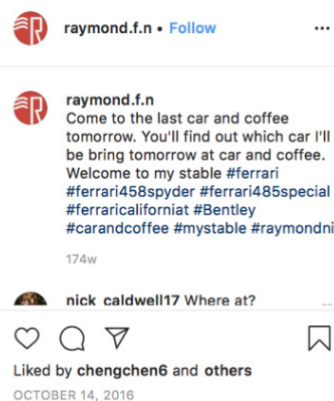 raymond.f.n • Follow
raymond.f.n
Come to the last car and coffee
tomorrow. You'll find out which car I'll
be bring tomorrow at car and coffee.
Welcome to my stable #ferrari
#ferrari458spyder #ferrari485special
#ferraricaliforniat #Bentley
#carandcoffee #mystable #raymondni
174w
nick_caldwell17 Where at?
Liked by chengchen6 and others
OCTOBER 14, 2016